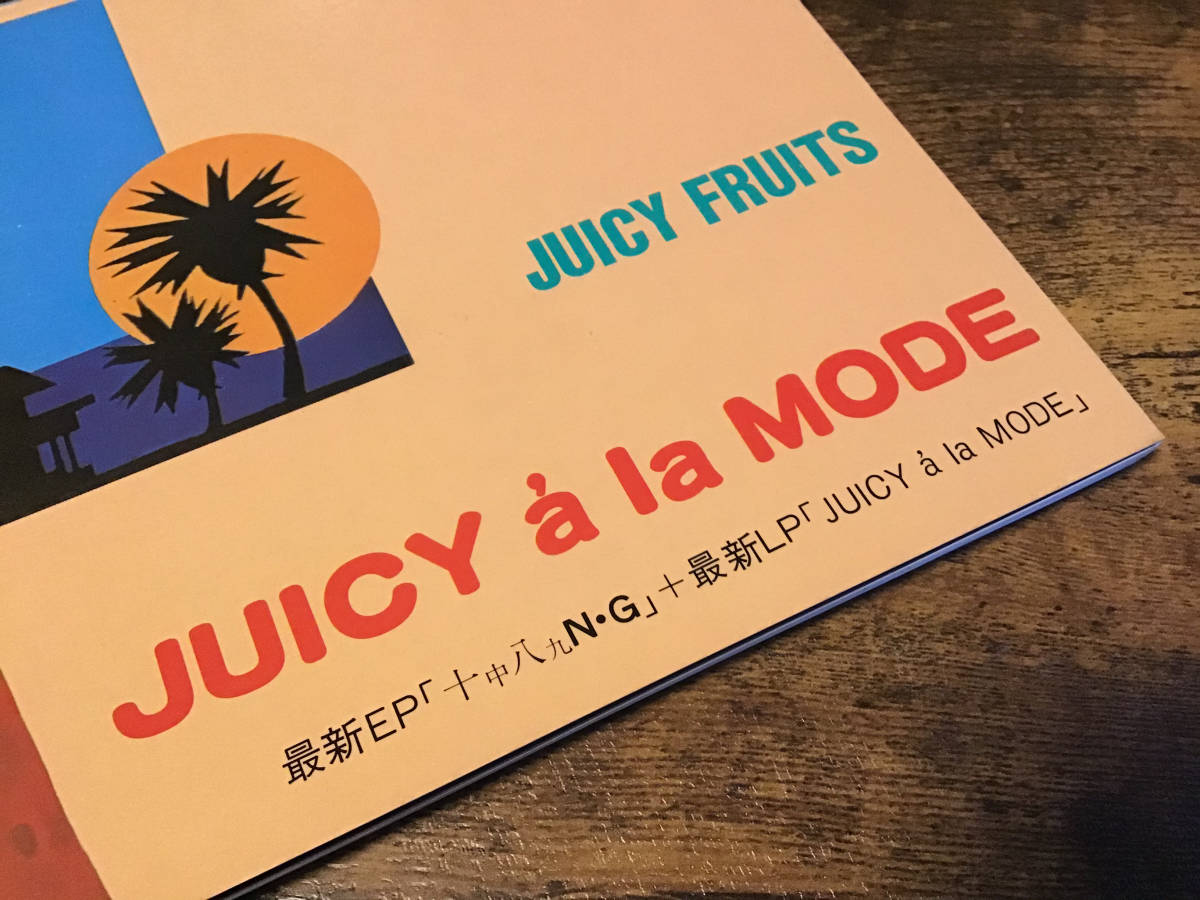 JUICY FRUITS
JUICY à la MODE
最新EP「十中八九N•G」+最新LP「JUICY à la MODE」